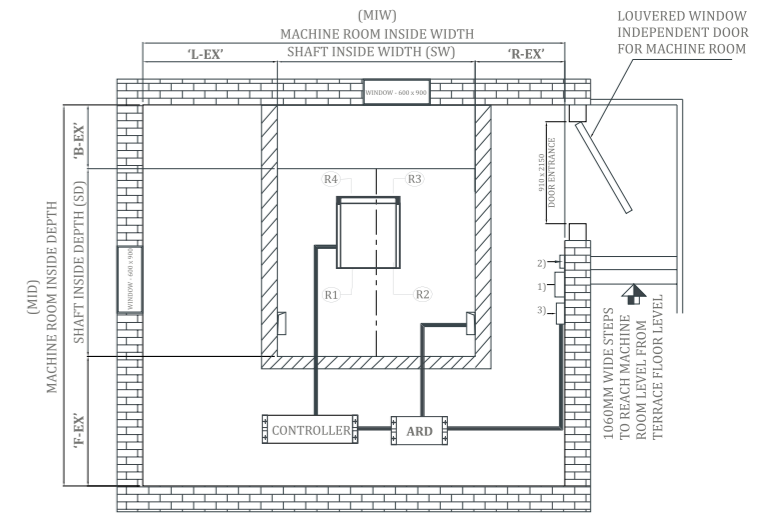 (MIW)
MACHINE ROOM INSIDE WIDTH
'L-EX'
SHAFT INSIDE WIDTH (SW)
'R-EX'
LOUVERED WINDOW
INDEPENDENT DOOR
FOR MACHINE ROOM
WINDOW - 600 x 900
'B-EX'
(MID)
MACHINE ROOM INSIDE DEPTH
SHAFT INSIDE DEPTH (SD)
'F-EX'
WINDOW - 600 x 900
R4
R3
R1
R2
910 x 2150
DOOR ENTRANCE
2)
1)
3)
1060MM WIDE STEPS
TO REACH MACHINE
ROOM LEVEL FROM
TERRACE FLOOR LEVEL
CONTROLLER
ARD